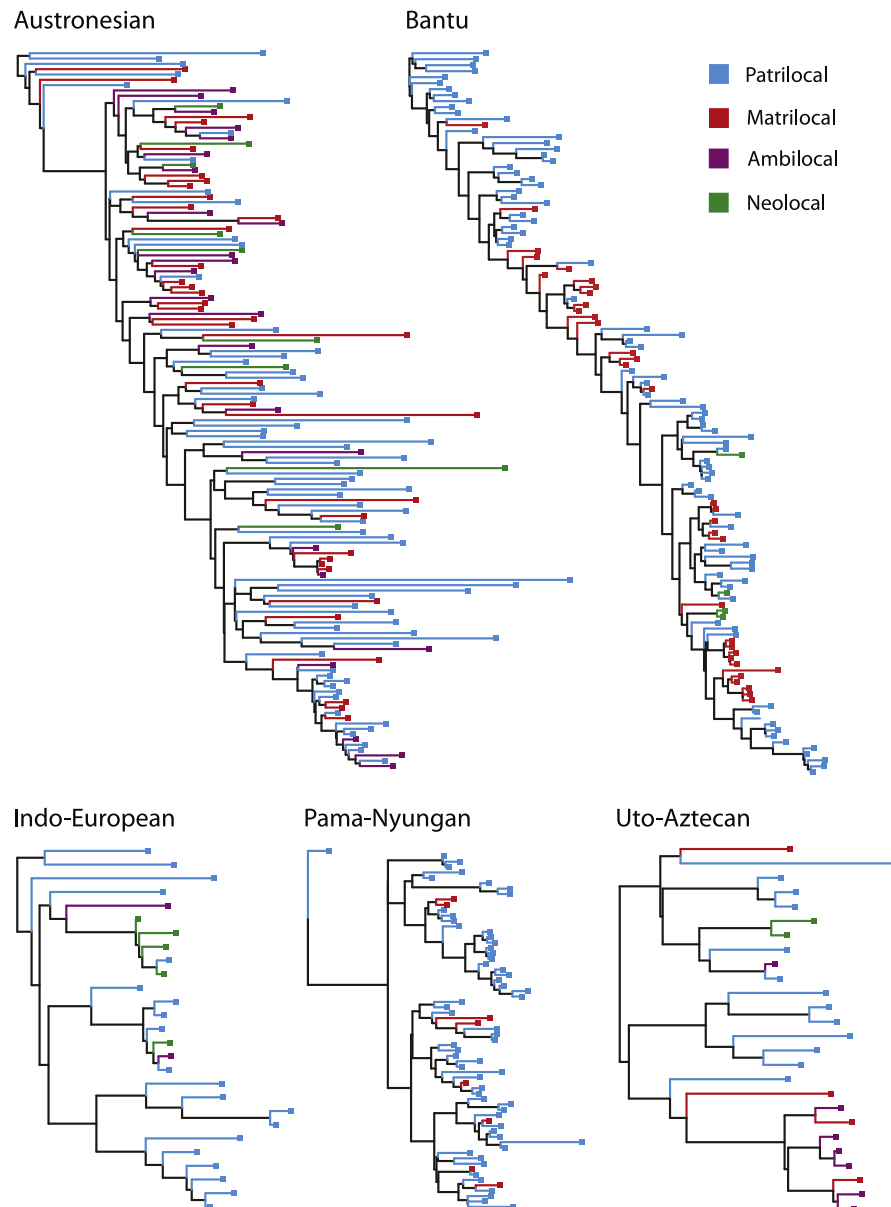 Austronesian
Bantu
Patrilocal
Matrilocal
Ambilocal
Neolocal
Indo-European
Pama-Nyungan
Uto-Aztecan